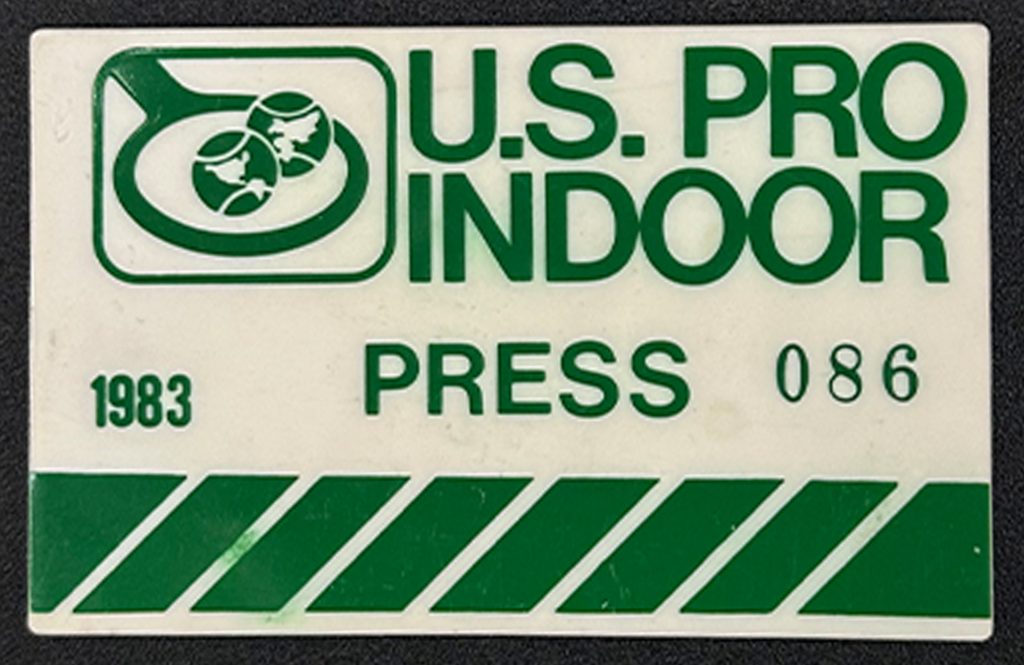 U.S. PRO
INDOOR
1983 PRESS 086